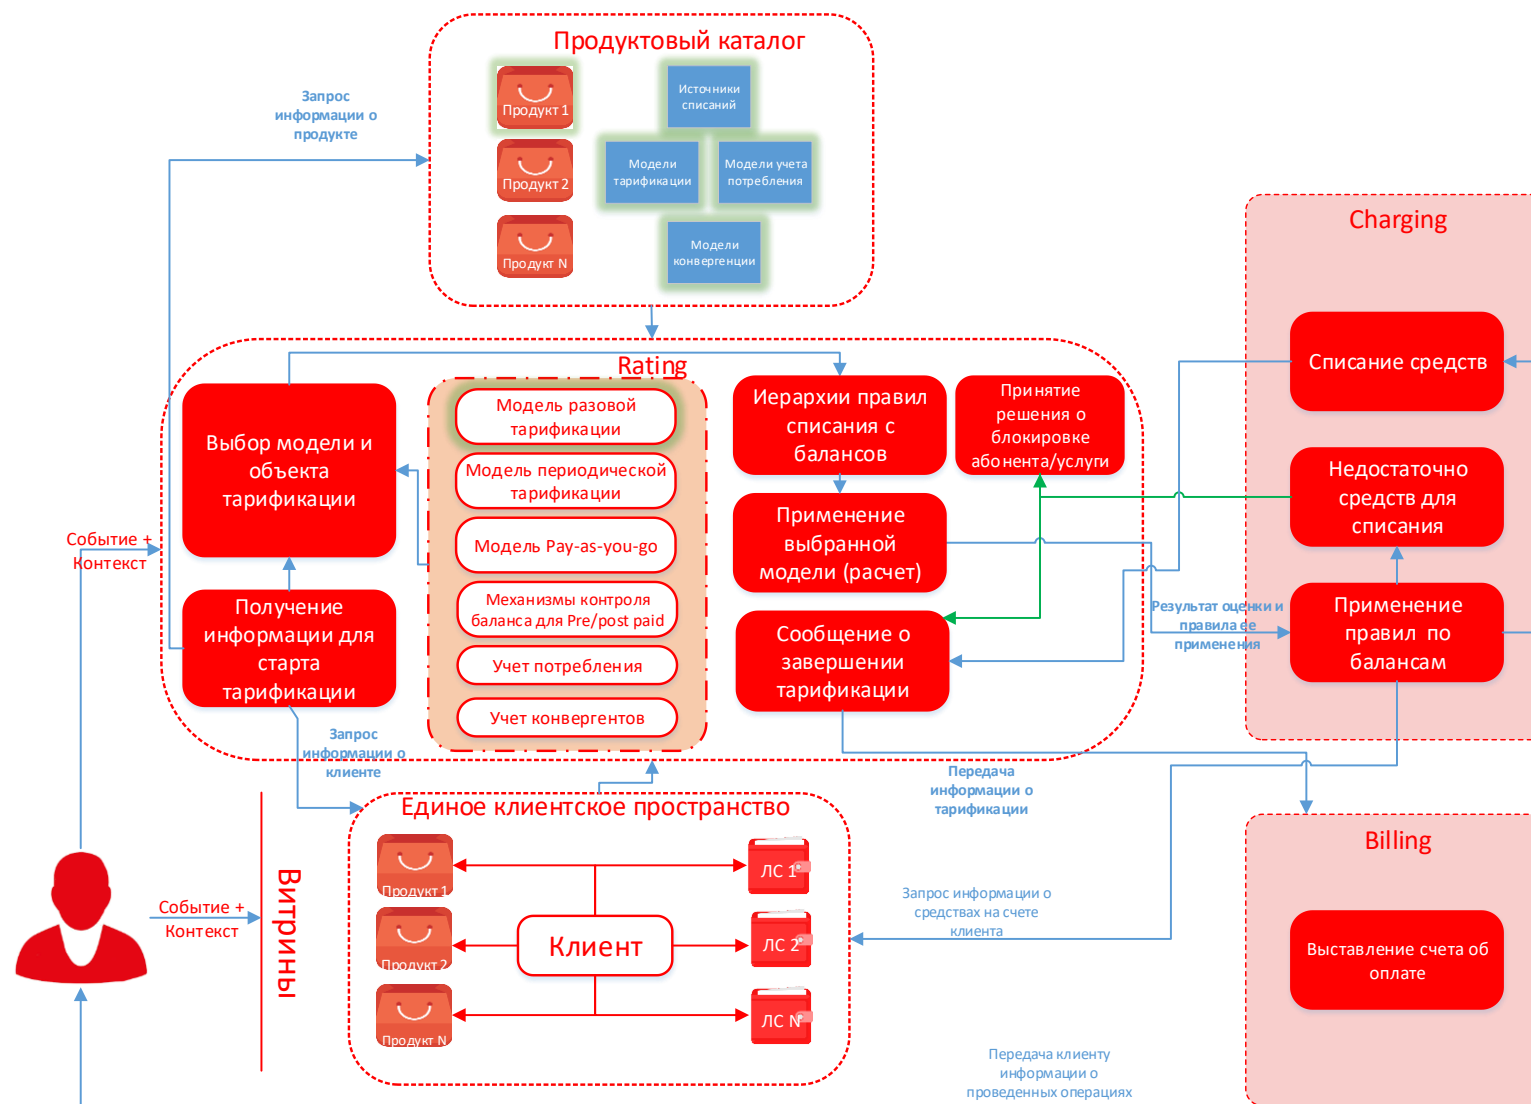 Продуктовый каталог
Продукт 1
Продукт 2
Продукт N
Источники
списаний
Модели
тарификации
Модели учета
потребления
Модели
конвергенции
Запрос
информации о
продукте
Rating
Выбор модели и
объекта
тарификации
Получение
информации для
старта
тарификации
Модель разовой
тарификации
Модель периодической
тарификации
Модель Pay-as-you-go
Механизмы контроля
баланса для Pre/post paid
Учет потребления
Учет конвергентов
Иерархии правил
списания с
балансов
Принятие
решения о
блокировке
абонента/услуги
Применение
выбранной
модели (расчет)
Сообщение о
завершении
тарификации
Событие +
Контекст
Запрос
информации о
клиенте
Результат оценки и
правила ее
применения
Charging
Списание средств
Недостаточно
средств для
списания
Применение
правил по
балансам
Передача
информации о
тарификации
Единое клиентское пространство
Продукт 1
Продукт 2
Продукт N
Клиент
ЛС 1
ЛС 2
ЛС N
Витрины
Событие +
Контекст
Запрос информации о
средствах на счете
клиента
Billing
Выставление счета об
оплате
Передача клиенту
информации о
проведенных операциях